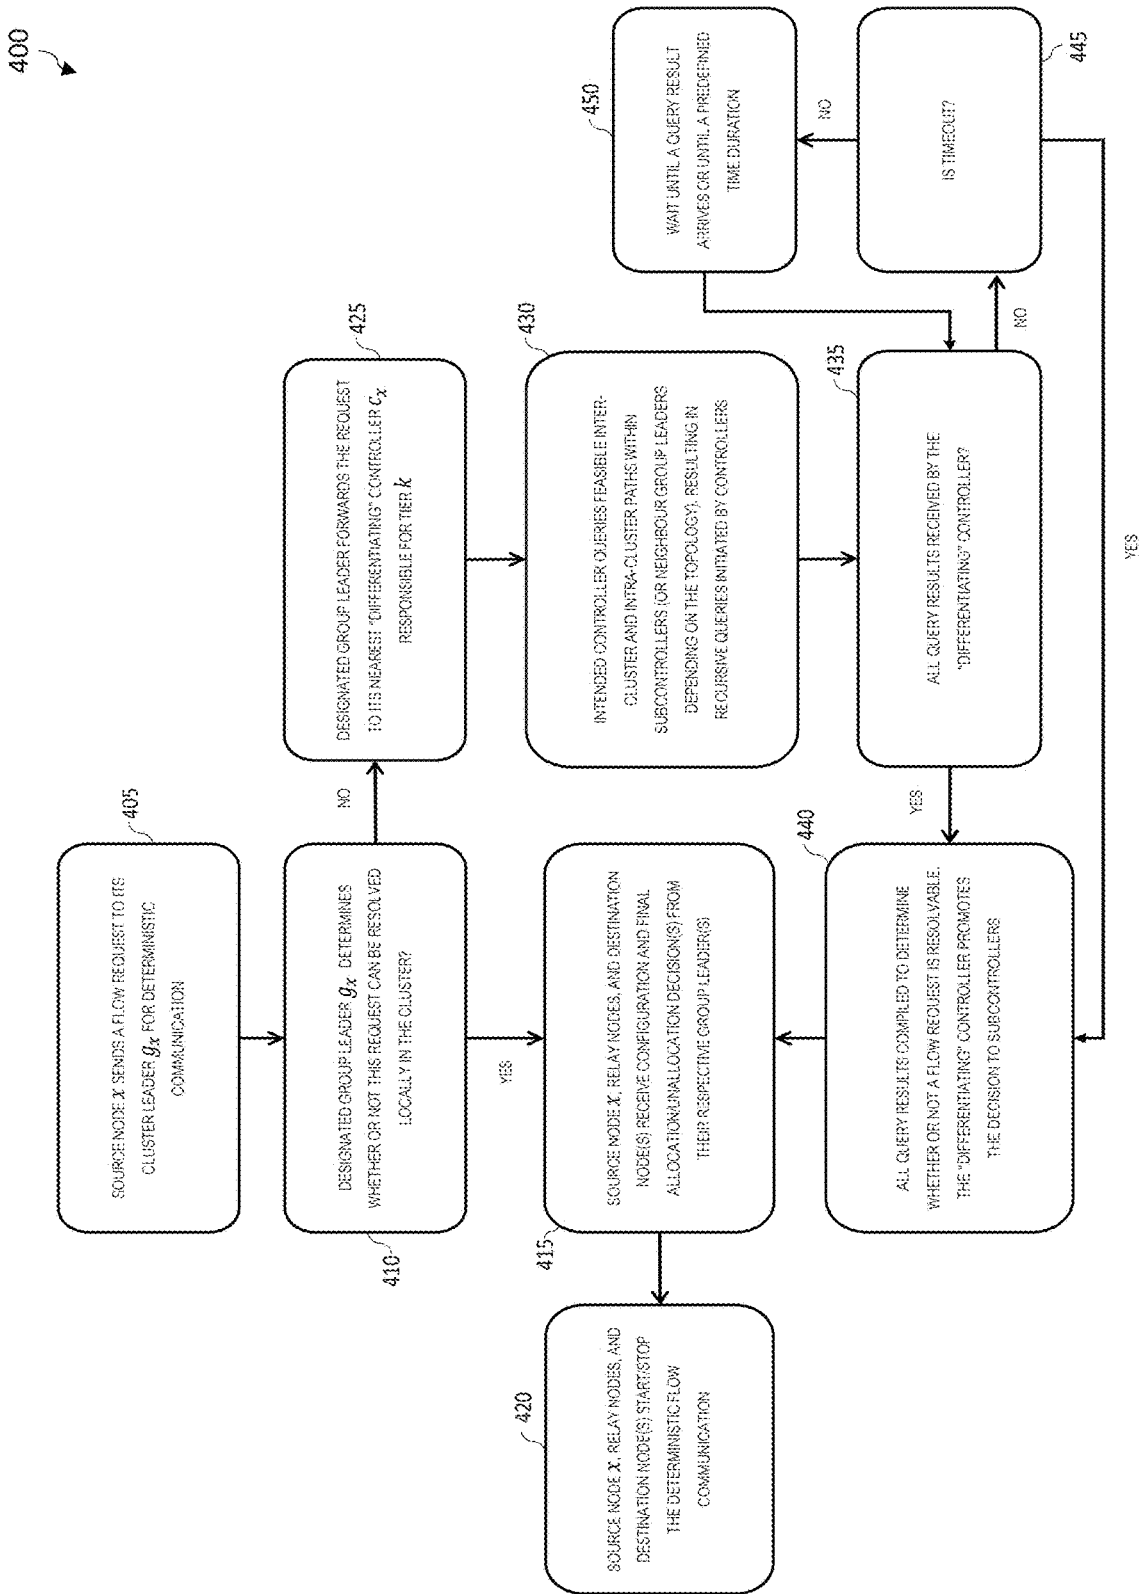 400
405
SOURCE NODE x SENDS A FLOW REQUEST TO ITS
CLUSTER LEADER gx FOR DETERMINISTIC
COMMUNICATION
410
DESIGNATED GROUP LEADER gx DETERMINES
WHETHER OR NOT THIS REQUEST CAN BE RESOLVED
LOCALLY IN THE CLUSTER?
NO
YES
425
DESIGNATED GROUP LEADER FORWARDS THE REQUEST
TO ITS NEAREST "DIFFERENTIATING" CONTROLLER cx
RESPONSIBLE FOR TIER k
420
SOURCE NODE x, RELAY NODES, AND
DESTINATION NODE(S) START/STOP
THE DETERMINISTIC FLOW
COMMUNICATION
415
SOURCE NODE x, RELAY NODES, AND DESTINATION
NODE(S) RECEIVE CONFIGURATION AND FINAL
ALLOCATION/UNALLOCATION DECISION(S) FROM
THEIR RESPECTIVE GROUP LEADER(S)
430
INTENDED CONTROLLER QUERIES FEASIBLE INTER-
CLUSTER AND INTRA-CLUSTER PATHS WITHIN
SUBCONTROLLERS (OR NEIGHBOUR GROUP LEADERS
DEPENDING ON THE TOPOLOGY), RESULTING IN
RECURSIVE QUERIES INITIATED BY CONTROLLERS
450
WAIT UNTIL A QUERY RESULT
ARRIVES OR UNTIL A PREDEFINED
TIME DURATION
440
ALL QUERY RESULTS COMPILED TO DETERMINE
WHETHER OR NOT A FLOW REQUEST IS RESOLVABLE.
THE "DIFFERENTIATING" CONTROLLER PROMOTES
THE DECISION TO SUBCONTROLLERS
YES
435
ALL QUERY RESULTS RECEIVED BY THE
"DIFFERENTIATING" CONTROLLER?
NO
NO
445
IS TIMEOUT?
YES